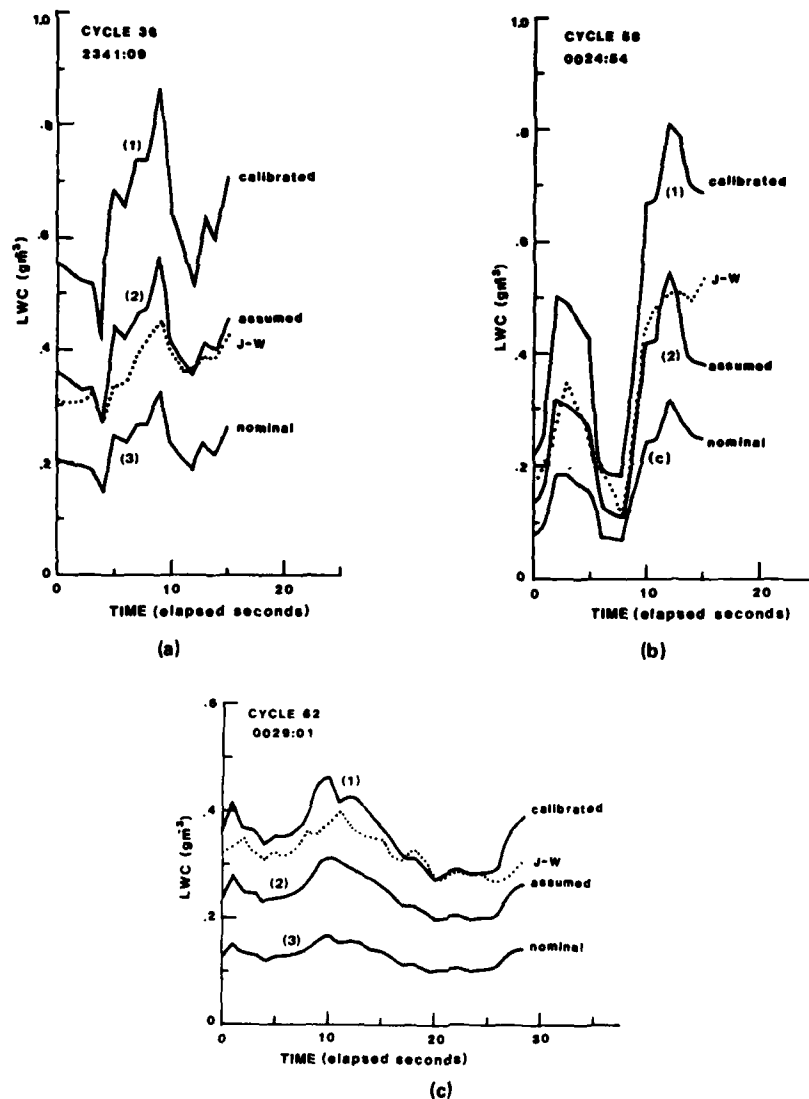 CYCLE 36
2341:09
1.0
.8
.6
.4
.2
0
LWC (gm̄³)
(1)
calibrated
(2)
assumed
J-W
nominal
(3)
0
10
20
TIME (elapsed seconds)
(a)
CYCLE 58
0024:54
1.0
.8
.6
.4
.2
0
LWC (gm⁻³)
(1)
calibrated
J-W
(2)
assumed
nominal
(c)
0
10
20
TIME (elapsed seconds)
(b)
CYCLE 62
0029:01
.6
.4
.2
0
LWC (gm⁻³)
(1)
calibrated
J-W
(2)
assumed
(3)
nominal
0
10
20
30
TIME (elapsed seconds)
(c)